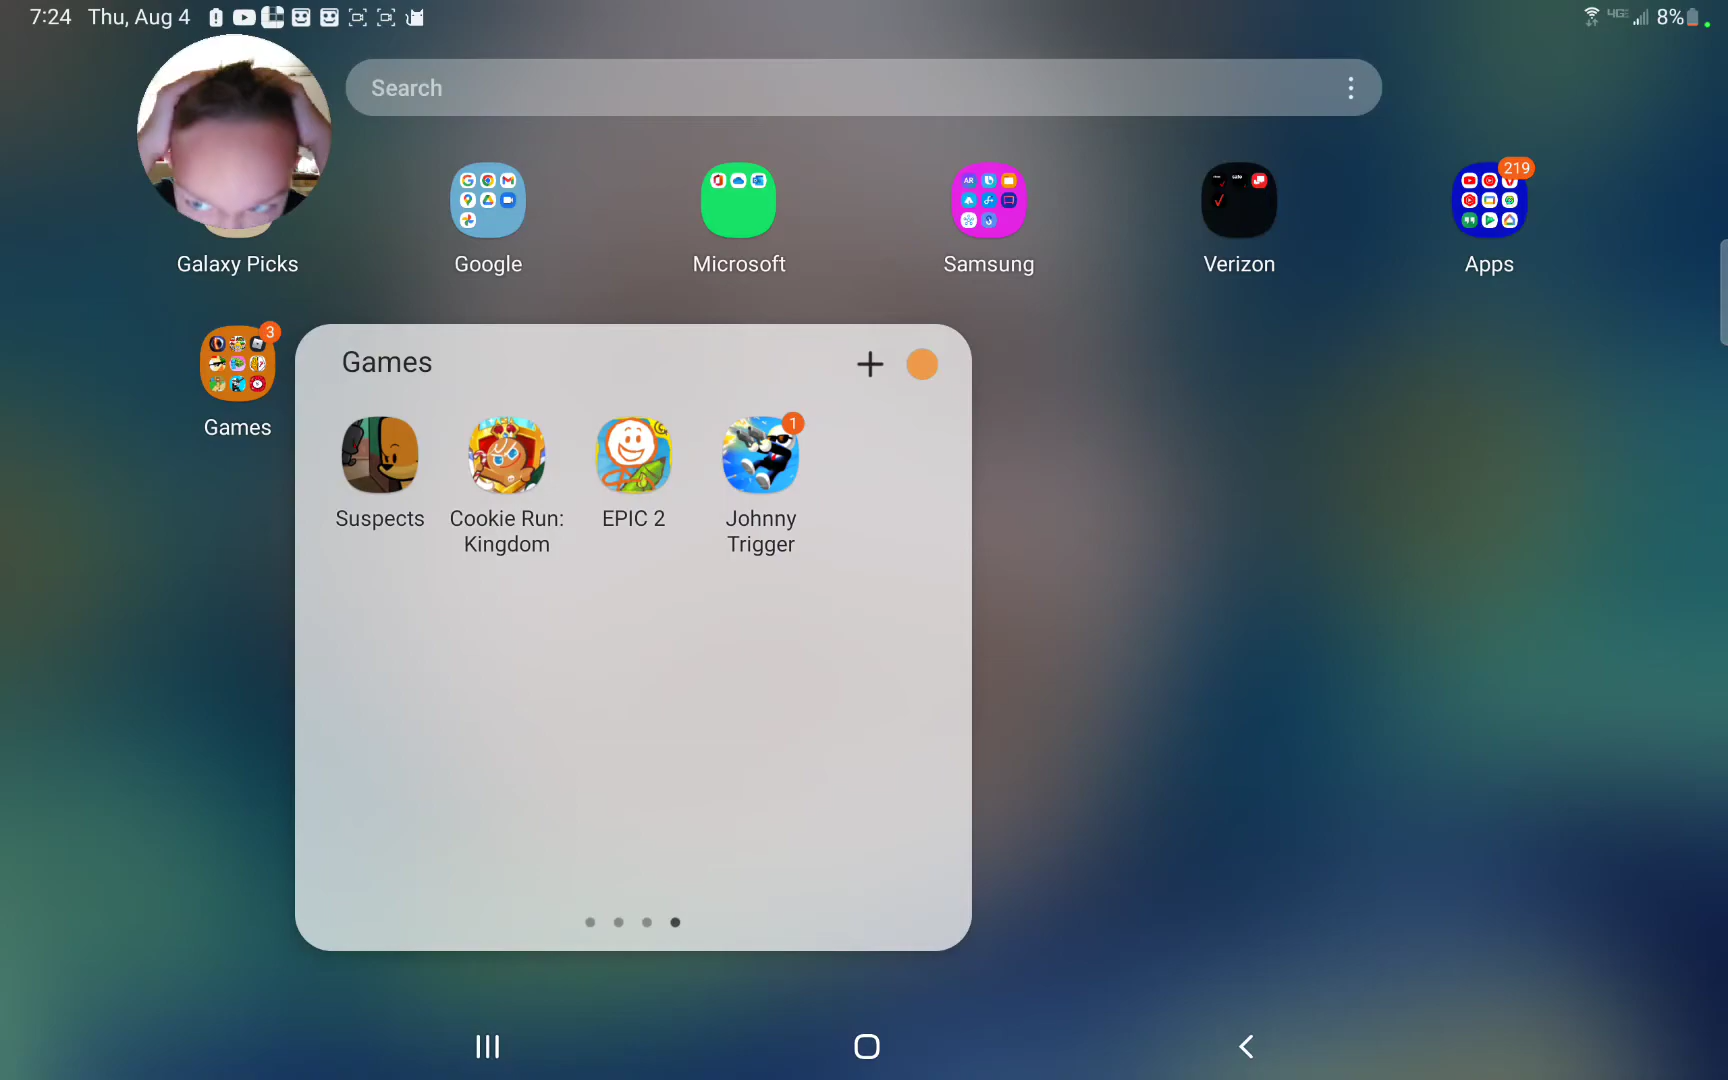 7:24 Thu, Aug 4
4GE 8%
Search
219
Galaxy Picks Google Microsoft Samsung Verizon Apps
3
Games
Games
1
Suspects Cookie Run: EPIC 2 Johnny
Kingdom Trigger